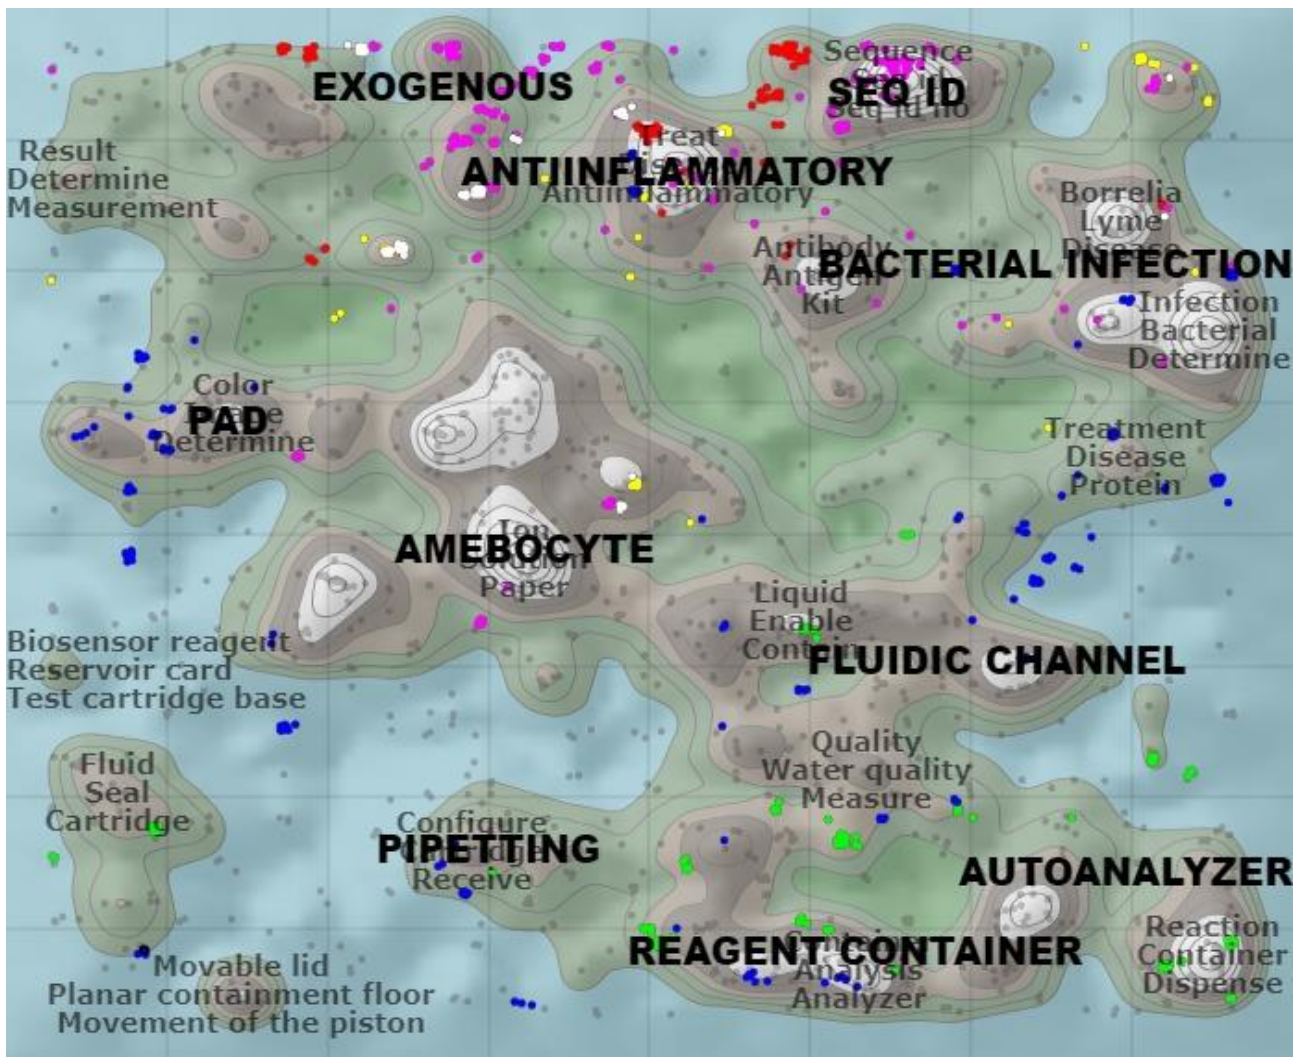 Sequence
EXOGENOUS
SEQ ID
Seq id no
Treat
Result
Determine
Measurement
ANTIINFLAMMATORY
Antiinflammatory
Borrelia
Lyme
Disease
Antibody
Antigen
Kit
BACTERIAL INFECTION
Infection
Bacterial
Determine
Color
PAD
Determine
Treatment
Disease
Protein
Ion
AMEBOCYTE
Solution
Paper
Liquid
Enable
Contain
Biosensor reagent
Reservoir card
Test cartridge base
FLUIDIC CHANNEL
Quality
Water quality
Measure
Fluid
Seal
Cartridge
Configure
PIPETTING
Receive
AUTOANALYZER
Reaction
Container
Dispense
REAGENT CONTAINER
Analysis
Analyzer
Movable lid
Planar containment floor
Movement of the piston